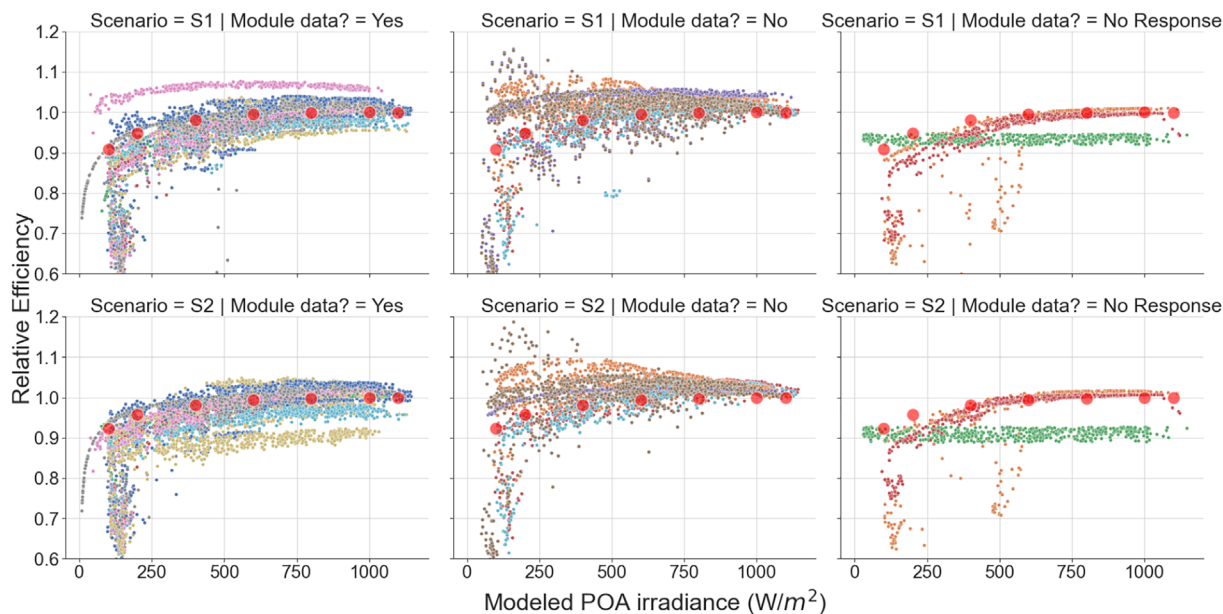 Scenario = S1 | Module data? = Yes
Scenario = S1 | Module data? = No
Scenario = S1 | Module data? = No Response
1.2
1.1
1.0
0.9
0.8
0.7
0.6
Scenario = S2 | Module data? = Yes
Scenario = S2 | Module data? = No
Scenario = S2 | Module data? = No Response
1.2
1.1
1.0
0.9
0.8
0.7
0.6
Relative Efficiency
0 250 500 750 1000
0 250 500 750 1000
0 250 500 750 1000
Modeled POA irradiance (W/m²)